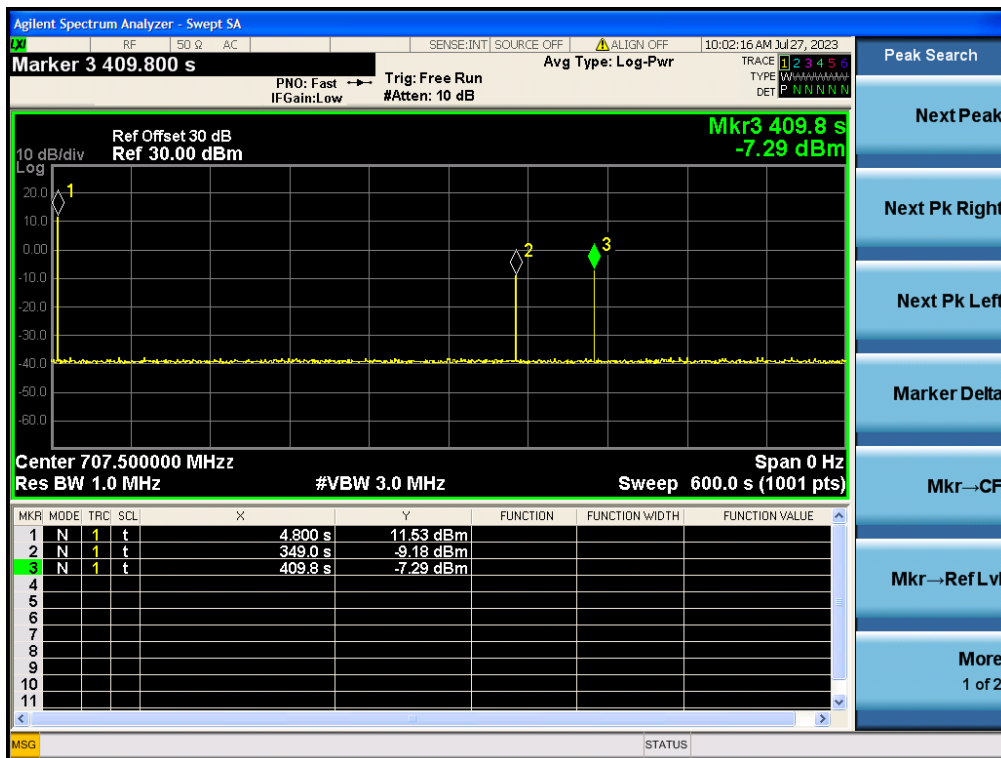 Agilent Spectrum Analyzer - Swept SA
LXI RF 50 Ω AC SENSE:INT SOURCE OFF ALIGN OFF 10:02:16 AM Jul 27, 2023
Marker 3 409.800 s
PNO: Fast
IFGain:Low
Trig: Free Run
#Atten: 10 dB
Avg Type: Log-Pwr
TRACE 1 2 3 4 5 6
TYPE W
DET P N N N N N
Peak Search
Next Peak
Next Pk Right
Next Pk Left
Marker Delta
Mkr→CF
Mkr→Ref Lvl
More
1 of 2
Mkr3 409.8 s
-7.29 dBm
Ref Offset 30 dB
10 dB/div Ref 30.00 dBm
Log
20.0
10.0
0.00
-10.0
-20.0
-30.0
-40.0
-50.0
-60.0
1
2
3
Center 707.500000 MHzz Span 0 Hz
Res BW 1.0 MHz #VBW 3.0 MHz Sweep 600.0 s (1001 pts)
MKR MODE TRC SCL X Y FUNCTION FUNCTION WIDTH FUNCTION VALUE
1 N 1 t 4.800 s 11.53 dBm
2 N 1 t 349.0 s -9.18 dBm
3 N 1 t 409.8 s -7.29 dBm
4
5
6
7
8
9
10
11
MSG STATUS